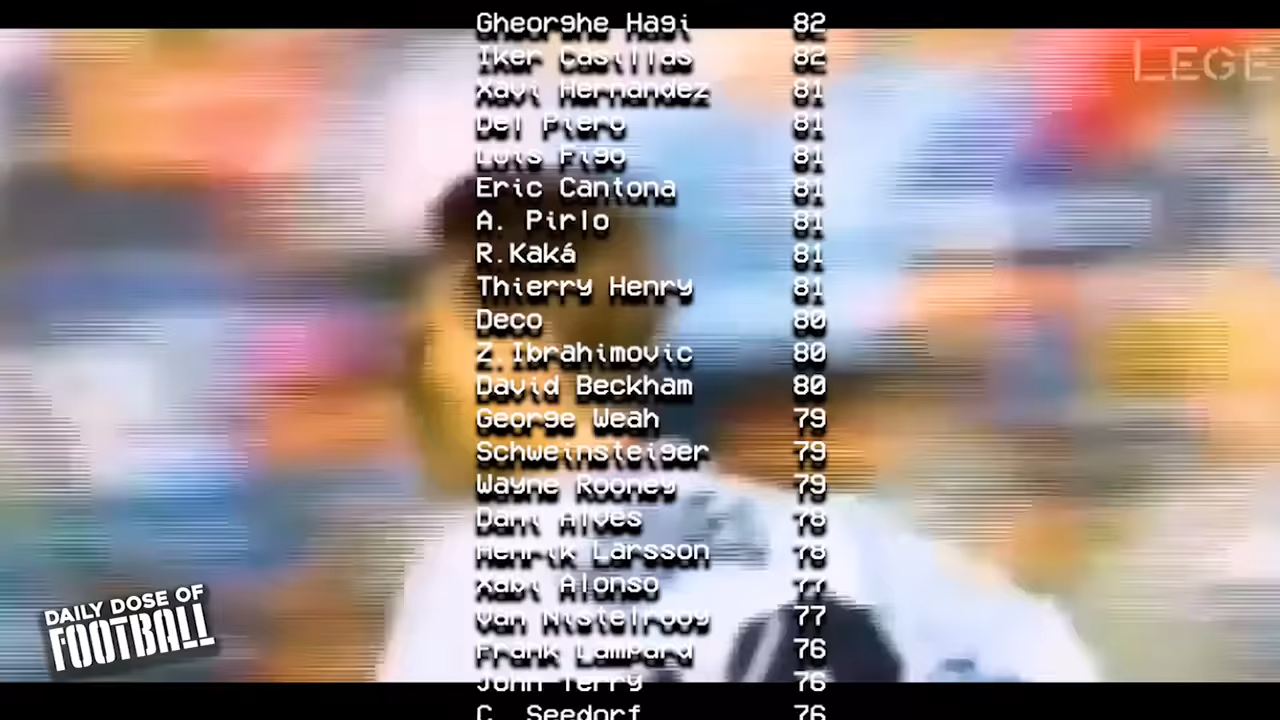 Gheorghe Hagi 82
Iker Casillas 82
Xavi Hernandez 81
Del Piero 81
Luis Figo 81
Eric Cantona 81
A. Pirlo 81
R.Kaká 81
Thierry Henry 81
Deco 80
Z.Ibrahimovic 80
David Beckham 80
George Weah 79
Schweinsteiger 79
Wayne Rooney 79
Dani Alves 78
Henrik Larsson 78
Xabi Alonso 77
Van Nistelrooy 77
Frank Lampard 76
John Terry 76
C. Seedorf 76
LEGE
DAILY DOSE OF
FOOTBALL